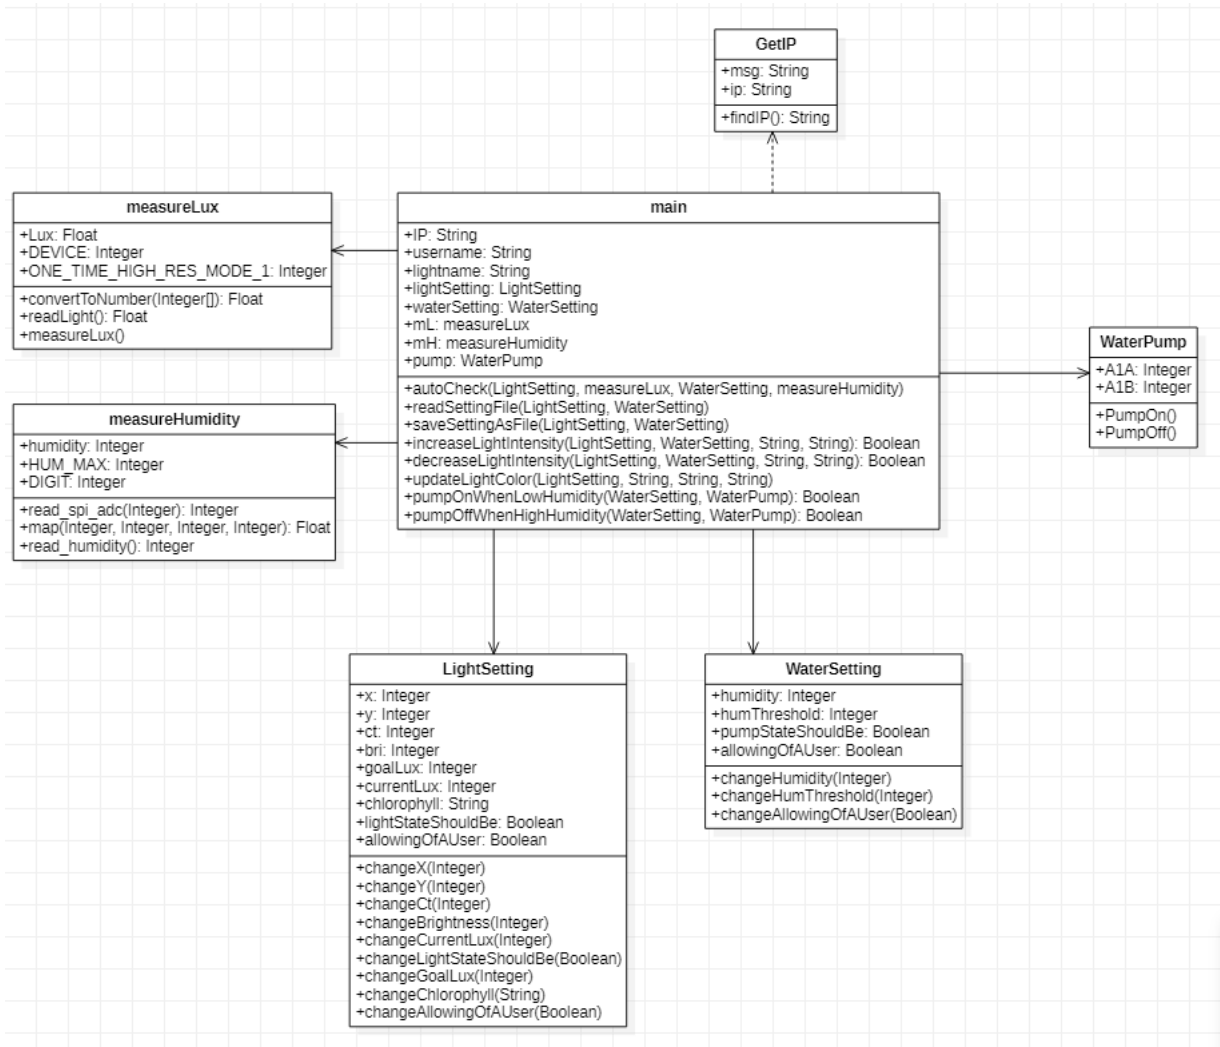 GetIP
+msg: String
+ip: String
+findIP(): String
measureLux
+Lux: Float
+DEVICE: Integer
+ONE_TIME_HIGH_RES_MODE_1: Integer
+convertToNumber(Integer[]): Float
+readLight(): Float
+measureLux()
main
+IP: String
+username: String
+lightname: String
+lightSetting: LightSetting
+waterSetting: WaterSetting
+mL: measureLux
+mH: measureHumidity
+pump: WaterPump
+autoCheck(LightSetting, measureLux, WaterSetting, measureHumidity)
+readSettingFile(LightSetting, WaterSetting)
+saveSettingAsFile(LightSetting, WaterSetting)
+increaseLightIntensity(LightSetting, WaterSetting, String, String): Boolean
+decreaseLightIntensity(LightSetting, WaterSetting, String, String): Boolean
+updateLightColor(LightSetting, String, String, String)
+pumpOnWhenLowHumidity(WaterSetting, WaterPump): Boolean
+pumpOffWhenHighHumidity(WaterSetting, WaterPump): Boolean
WaterPump
+A1A: Integer
+A1B: Integer
+PumpOn()
+PumpOff()
measureHumidity
+humidity: Integer
+HUM_MAX: Integer
+DIGIT: Integer
+read_spi_adc(Integer): Integer
+map(Integer, Integer, Integer, Integer): Float
+read_humidity(): Integer
LightSetting
+x: Integer
+y: Integer
+ct: Integer
+bri: Integer
+goalLux: Integer
+currentLux: Integer
+chlorophyll: String
+lightStateShouldBe: Boolean
+allowingOfAUser: Boolean
+changeX(Integer)
+changeY(Integer)
+changeCt(Integer)
+changeBrightness(Integer)
+changeCurrentLux(Integer)
+changeLightStateShouldBe(Boolean)
+changeGoalLux(Integer)
+changeChlorophyll(String)
+changeAllowingOfAUser(Boolean)
WaterSetting
+humidity: Integer
+humThreshold: Integer
+pumpStateShouldBe: Boolean
+allowingOfAUser: Boolean
+changeHumidity(Integer)
+changeHumThreshold(Integer)
+changeAllowingOfAUser(Boolean)